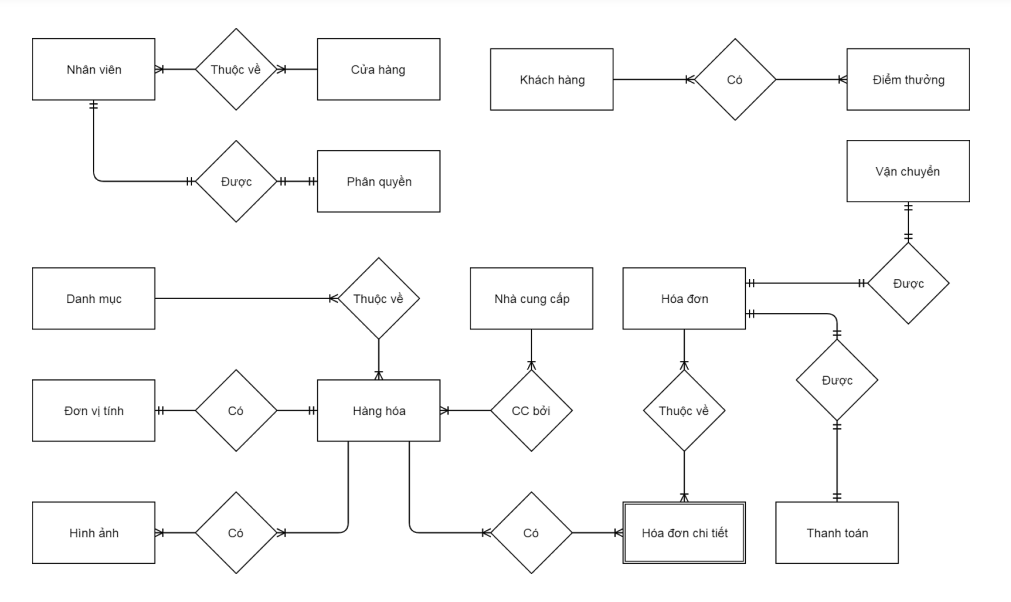 Nhân viên
Thuộc về
Cửa hàng
Khách hàng
Có
Điểm thưởng
Được
Phân quyền
Vận chuyển
Danh mục
Thuộc về
Nhà cung cấp
Hóa đơn
Được
Đơn vị tính
Có
Hàng hóa
CC bởi
Thuộc về
Được
Hình ảnh
Có
Có
Hóa đơn chi tiết
Thanh toán